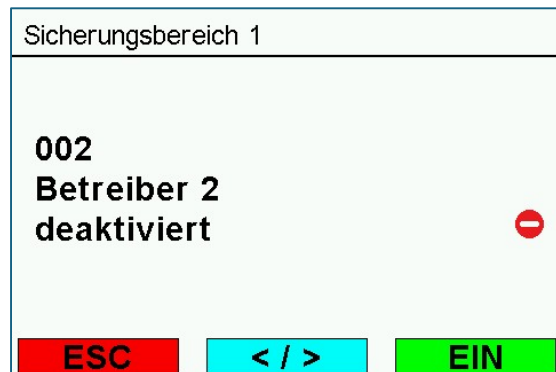 Sicherungsbereich 1
002
Betreiber 2
deaktiviert
ESC
< / >
EIN